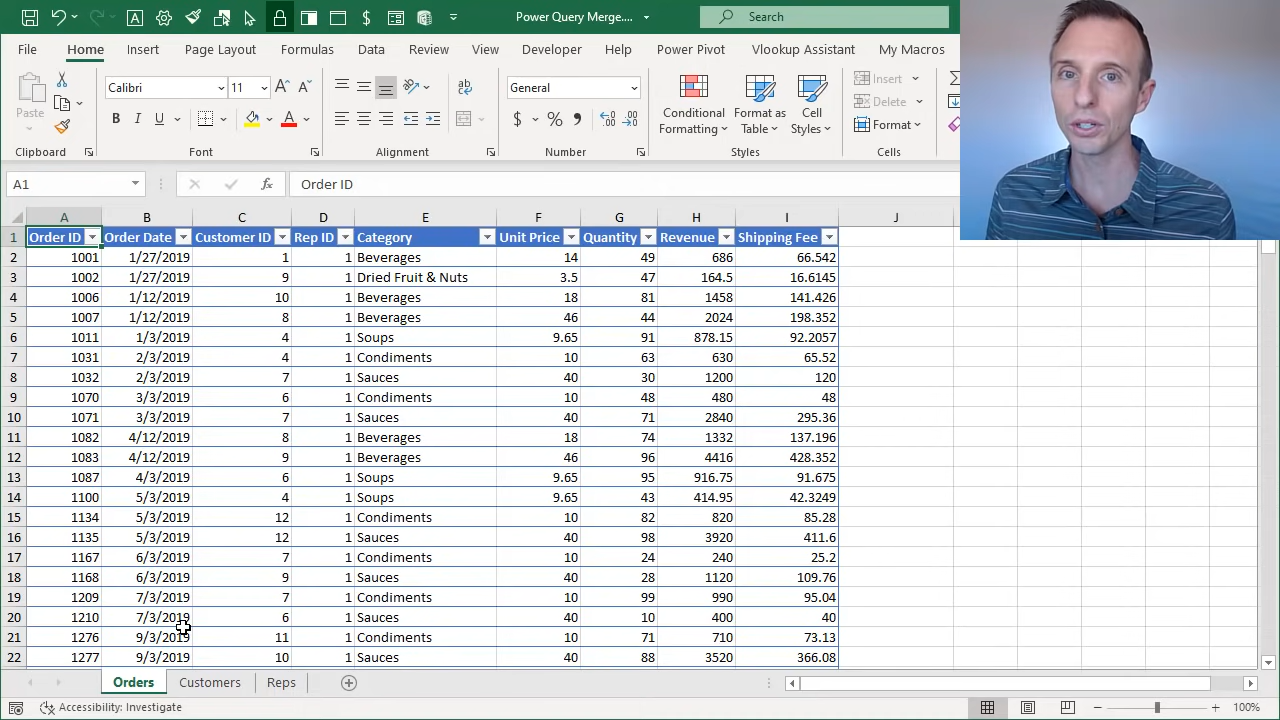 Power Query Merge....
Search
File Home Insert Page Layout Formulas Data Review View Developer Help Power Pivot Vlookup Assistant My Macros
Paste
Calibri 11
B I U
General
$ % 9
Conditional Formatting
Format as Table
Cell Styles
Insert
Delete
Format
Clipboard Font Alignment Number Styles Cells
A1 fx Order ID
A B C D E F G H I J
1 Order ID Order Date Customer ID Rep ID Category Unit Price Quantity Revenue Shipping Fee
2 1001 1/27/2019 1 1 Beverages 14 49 686 66.542
3 1002 1/27/2019 9 1 Dried Fruit & Nuts 3.5 47 164.5 16.6145
4 1006 1/12/2019 10 1 Beverages 18 81 1458 141.426
5 1007 1/12/2019 8 1 Beverages 46 44 2024 198.352
6 1011 1/3/2019 4 1 Soups 9.65 91 878.15 92.2057
7 1031 2/3/2019 4 1 Condiments 10 63 630 65.52
8 1032 2/3/2019 7 1 Sauces 40 30 1200 120
9 1070 3/3/2019 6 1 Condiments 10 48 480 48
10 1071 3/3/2019 7 1 Sauces 40 71 2840 295.36
11 1082 4/12/2019 8 1 Beverages 18 74 1332 137.196
12 1083 4/12/2019 9 1 Beverages 46 96 4416 428.352
13 1087 4/3/2019 6 1 Soups 9.65 95 916.75 91.675
14 1100 5/3/2019 4 1 Soups 9.65 43 414.95 42.3249
15 1134 5/3/2019 12 1 Condiments 10 82 820 85.28
16 1135 5/3/2019 12 1 Sauces 40 98 3920 411.6
17 1167 6/3/2019 7 1 Condiments 10 24 240 25.2
18 1168 6/3/2019 9 1 Sauces 40 28 1120 109.76
19 1209 7/3/2019 7 1 Condiments 10 99 990 95.04
20 1210 7/3/2019 6 1 Sauces 40 10 400 40
21 1276 9/3/2019 11 1 Condiments 10 71 710 73.13
22 1277 9/3/2019 10 1 Sauces 40 88 3520 366.08
Orders Customers Reps
Accessibility: Investigate 100%